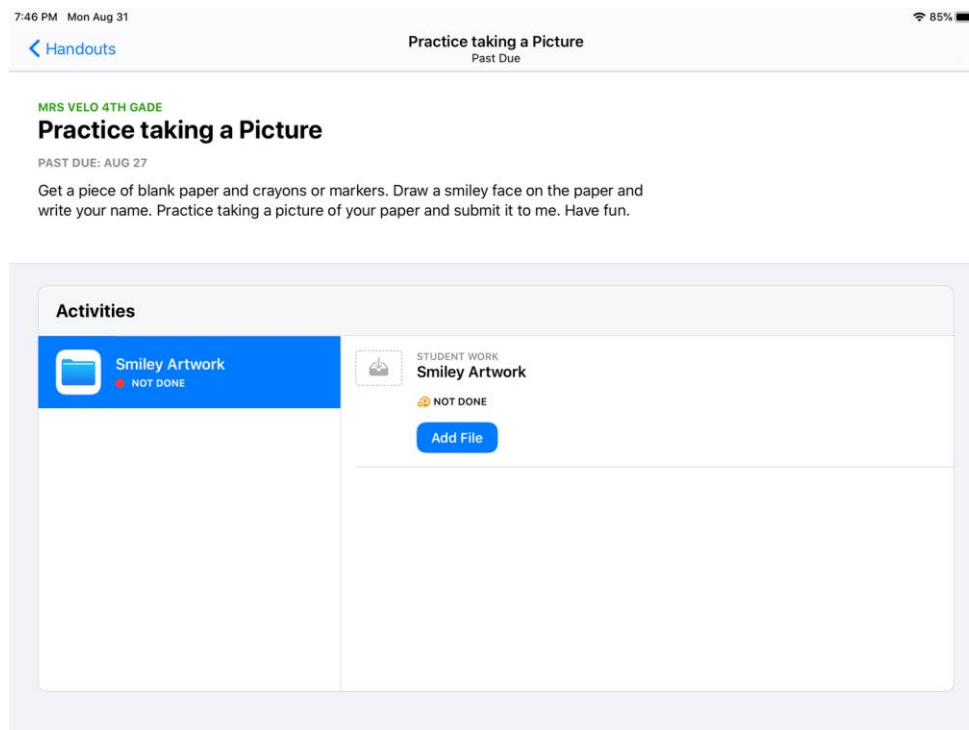 7:46 PM Mon Aug 31
85%
Handouts
Practice taking a Picture
Past Due
MRS VELO 4TH GADE
Practice taking a Picture
PAST DUE: AUG 27
Get a piece of blank paper and crayons or markers. Draw a smiley face on the paper and
write your name. Practice taking a picture of your paper and submit it to me. Have fun.
Activities
Smiley Artwork
NOT DONE
STUDENT WORK
Smiley Artwork
NOT DONE
Add File